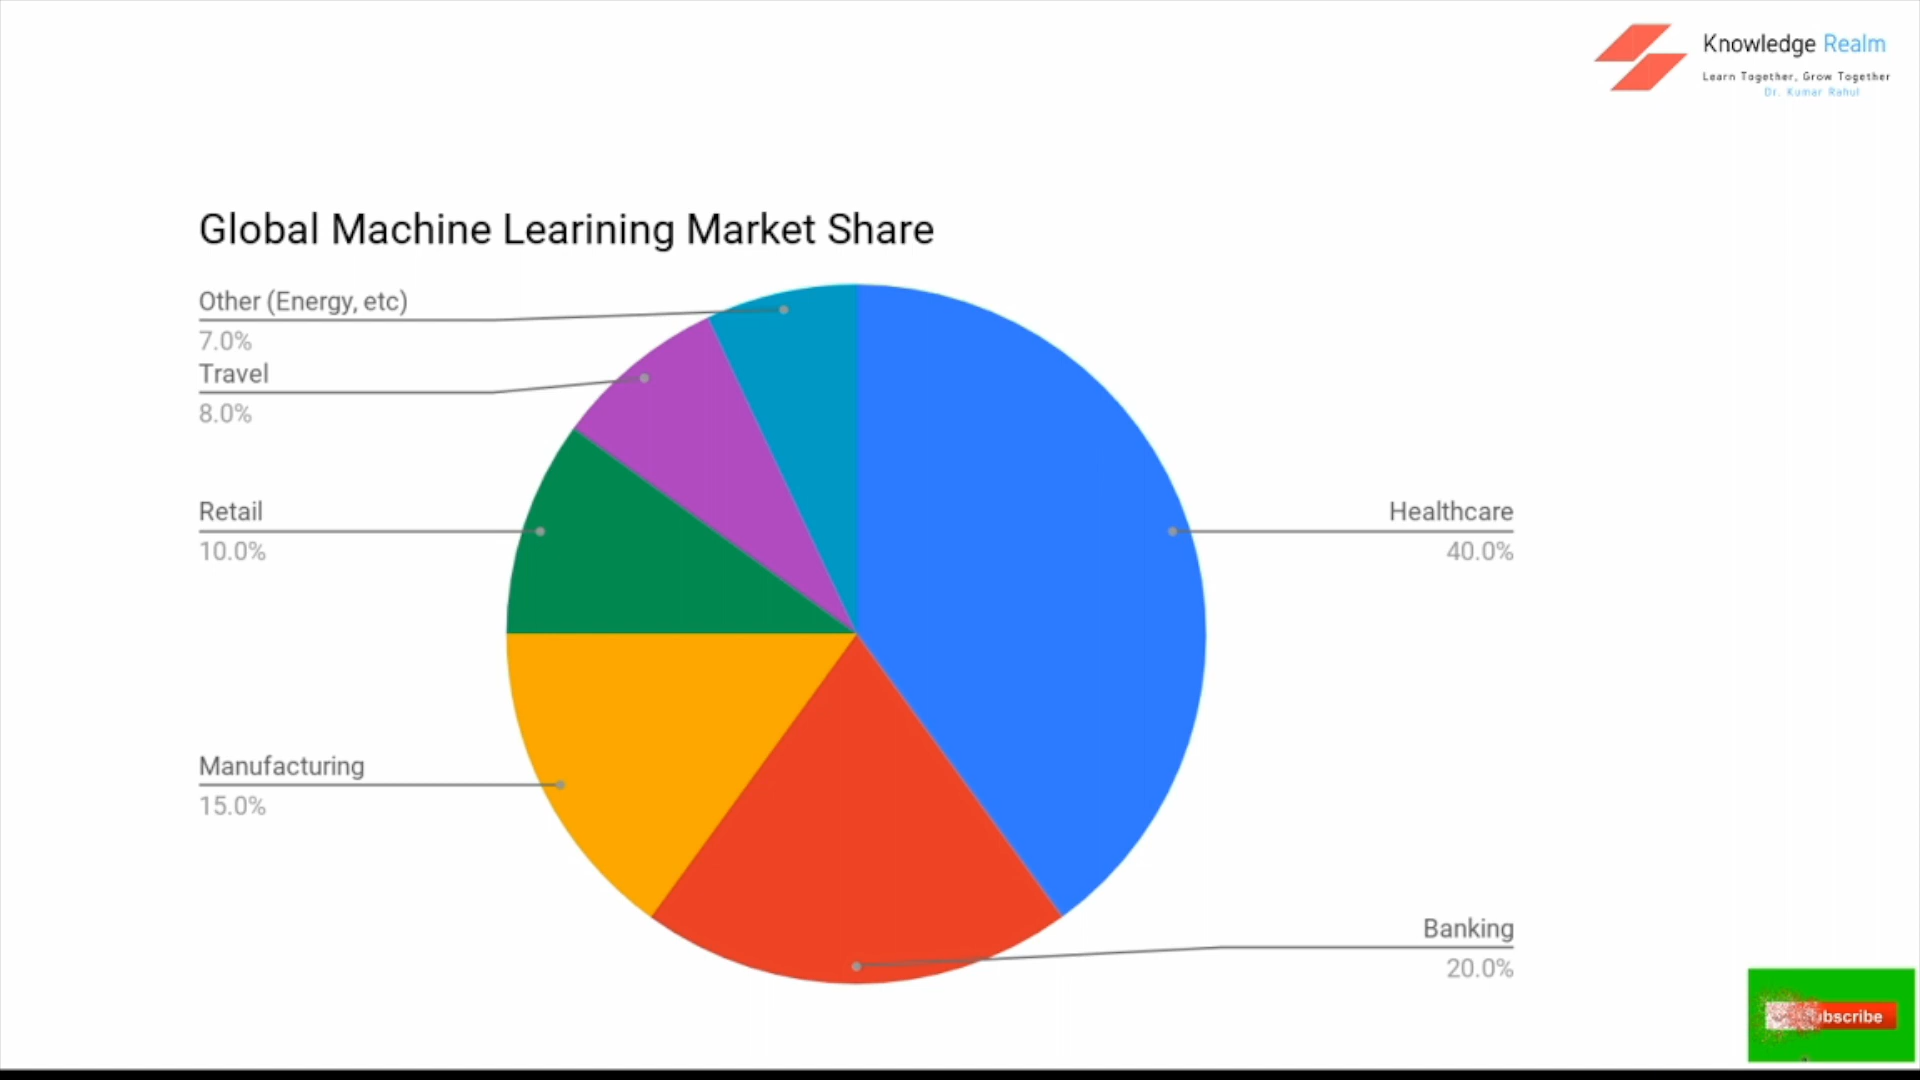 Knowledge Realm
Learn Together, Grow Together
Dr. Kumar Rahul
Global Machine Learining Market Share
Other (Energy, etc)
7.0%
Travel
8.0%
Retail
10.0%
Healthcare
40.0%
Manufacturing
15.0%
Banking
20.0%